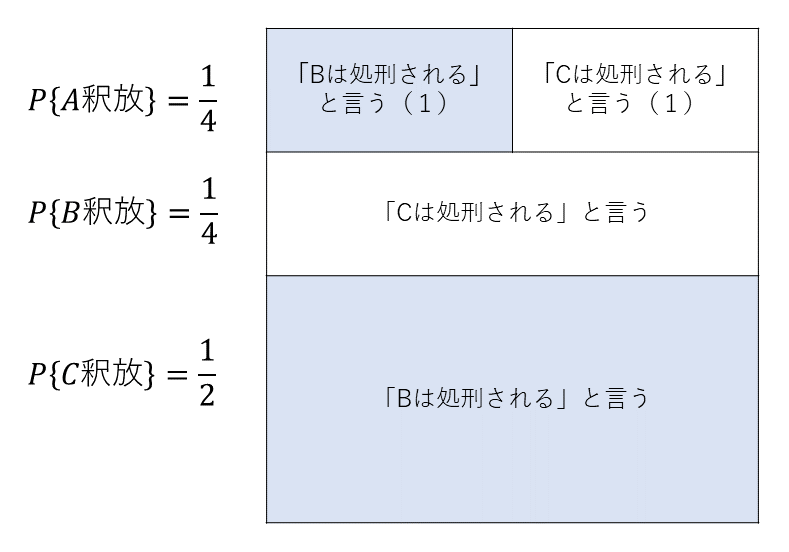 P{A釈放} = 1/4
「Bは処刑される」
と言う（１）
「Cは処刑される」
と言う（１）
P{B釈放} = 1/4
「Cは処刑される」と言う
P{C釈放} = 1/2
「Bは処刑される」と言う